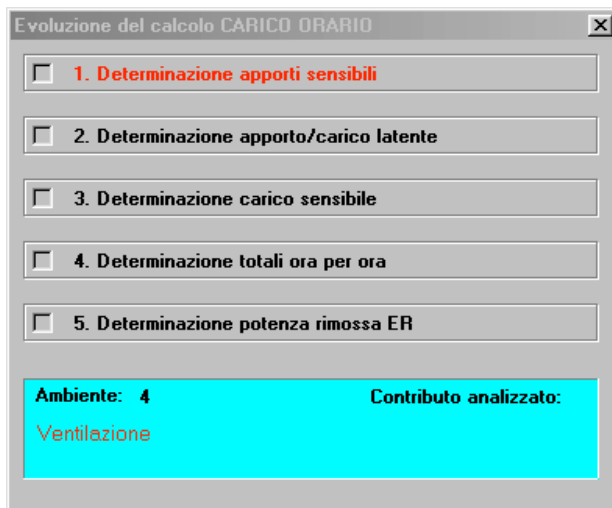 Evoluzione del calcolo CARICO ORARIO
1. Determinazione apporti sensibili
2. Determinazione apporto/carico latente
3. Determinazione carico sensibile
4. Determinazione totali ora per ora
5. Determinazione potenza rimossa ER
Ambiente: 4 Contributo analizzato:
Ventilazione